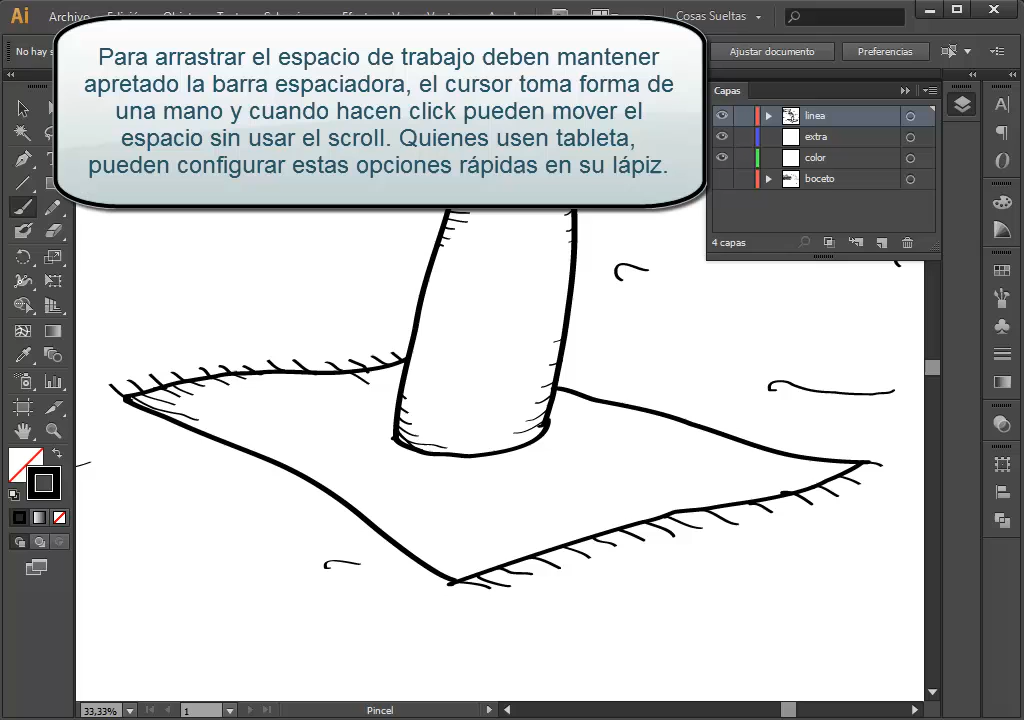 Ai
Archivo
Cosas Sueltas
No hay s
Ajustar documento
Preferencias
Para arrastrar el espacio de trabajo deben mantener
apretado la barra espaciadora, el cursor toma forma de
una mano y cuando hacen click pueden mover el
espacio sin usar el scroll. Quienes usen tableta,
pueden configurar estas opciones rápidas en su lápiz.
Capas
linea
extra
color
boceto
4 capas
33,33%
1
Pincel